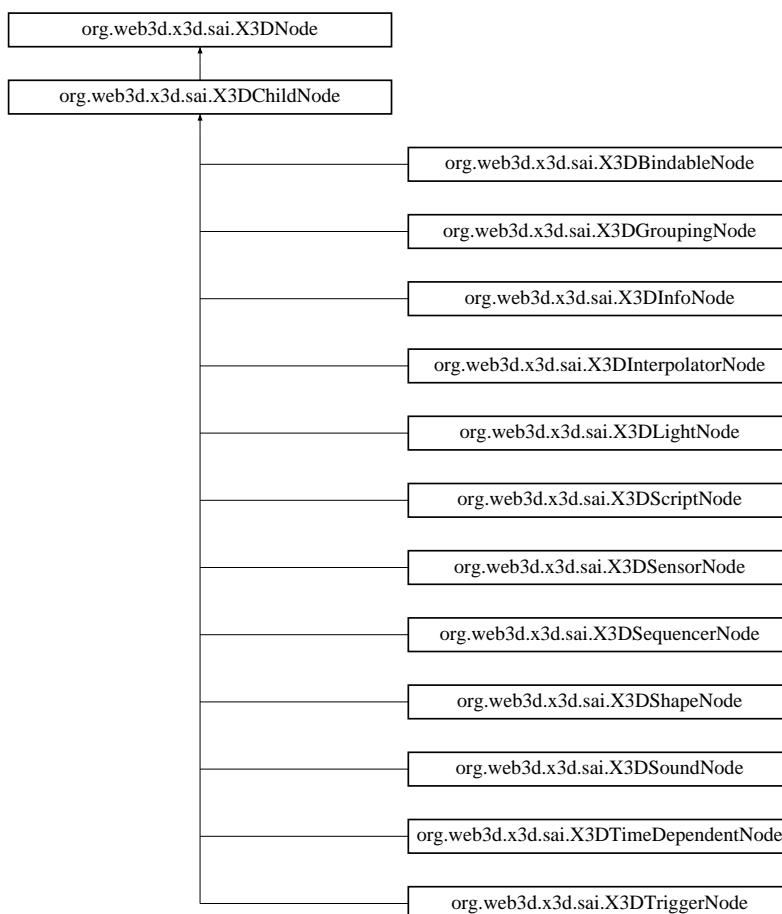 org.web3d.x3d.sai.X3DNode
org.web3d.x3d.sai.X3DChildNode
org.web3d.x3d.sai.X3DBindableNode
org.web3d.x3d.sai.X3DGroupingNode
org.web3d.x3d.sai.X3DInfoNode
org.web3d.x3d.sai.X3DInterpolatorNode
org.web3d.x3d.sai.X3DLightNode
org.web3d.x3d.sai.X3DScriptNode
org.web3d.x3d.sai.X3DSensorNode
org.web3d.x3d.sai.X3DSequencerNode
org.web3d.x3d.sai.X3DShapeNode
org.web3d.x3d.sai.X3DSoundNode
org.web3d.x3d.sai.X3DTimeDependentNode
org.web3d.x3d.sai.X3DTriggerNode